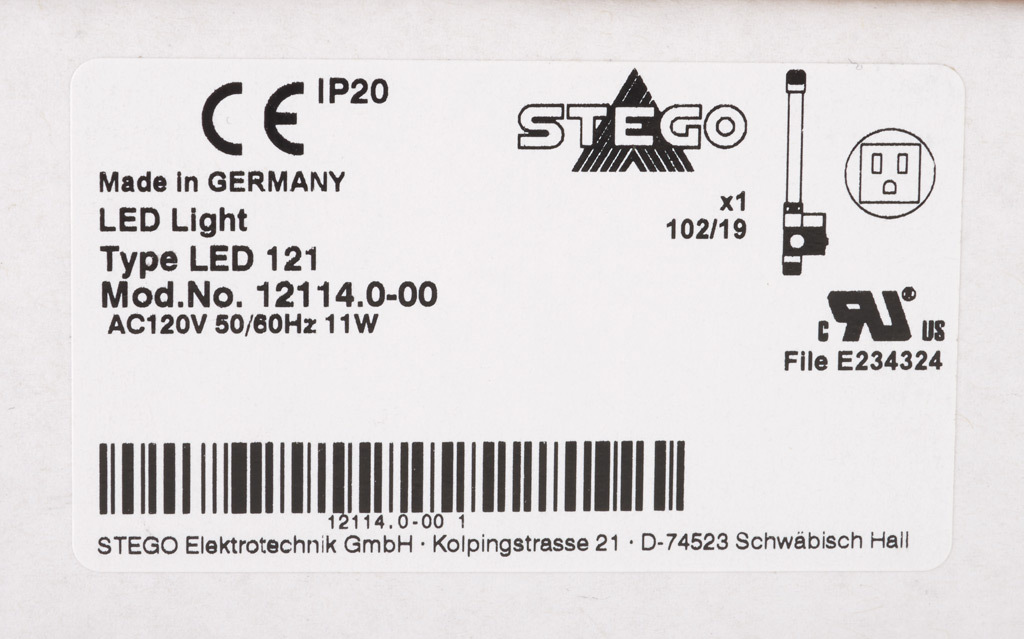 CE IP20
STEGO
Made in GERMANY
LED Light
Type LED 121
Mod.No. 12114.0-00
AC120V 50/60Hz 11W
x1
102/19
c RU ® US
File E234324
12114.0-00 1
STEGO Elektrotechnik GmbH · Kolpingstrasse 21 · D-74523 Schwäbisch Hall